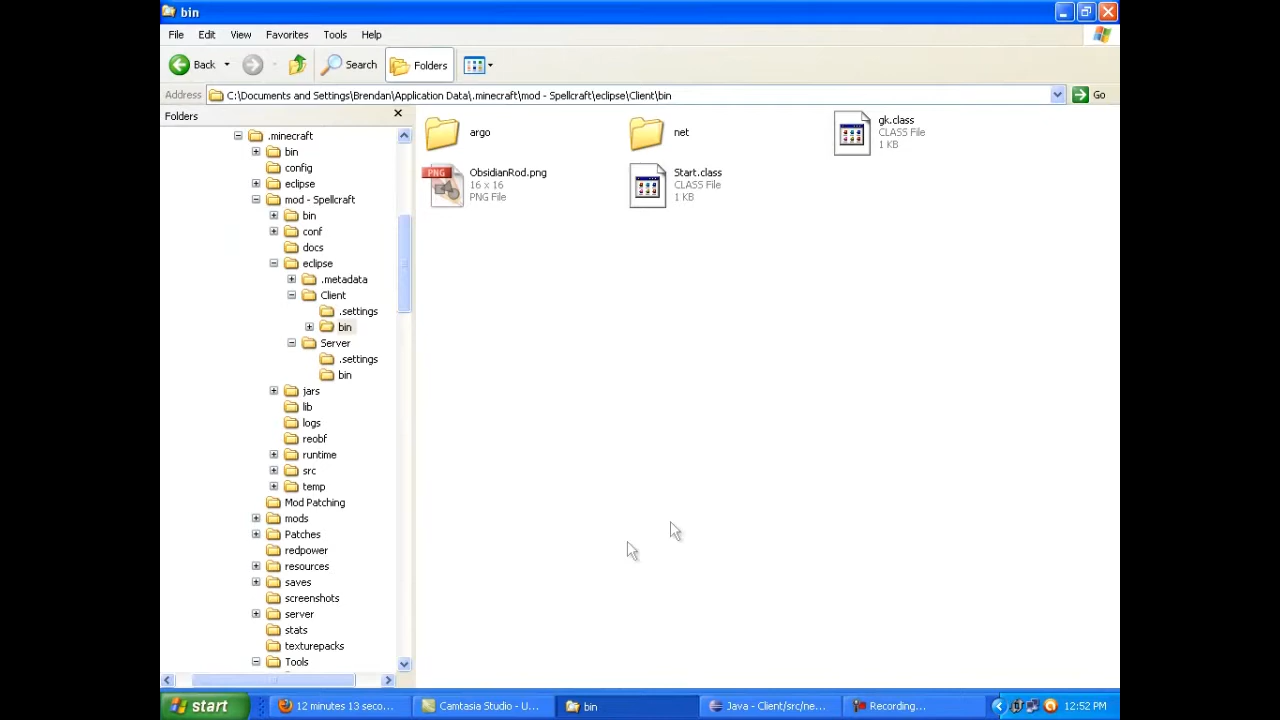 bin
File Edit View Favorites Tools Help
Back Search Folders
Address C:\Documents and Settings\Brendan\Application Data\.minecraft\mod - Spellcraft\eclipse\Client\bin Go
Folders
.minecraft
bin
config
eclipse
mod - Spellcraft
bin
conf
docs
eclipse
.metadata
Client
.settings
bin
Server
.settings
bin
jars
lib
logs
reobf
runtime
src
temp
Mod Patching
mods
Patches
redpower
resources
saves
screenshots
server
stats
texturepacks
Tools
argo
net
gk.class
CLASS File
1 KB
PNG
ObsidianRod.png
16 x 16
PNG File
Start.class
CLASS File
1 KB
start 12 minutes 13 seco... Camtasia Studio - U... bin Java - Client/src/ne... Recording... 12:52 PM